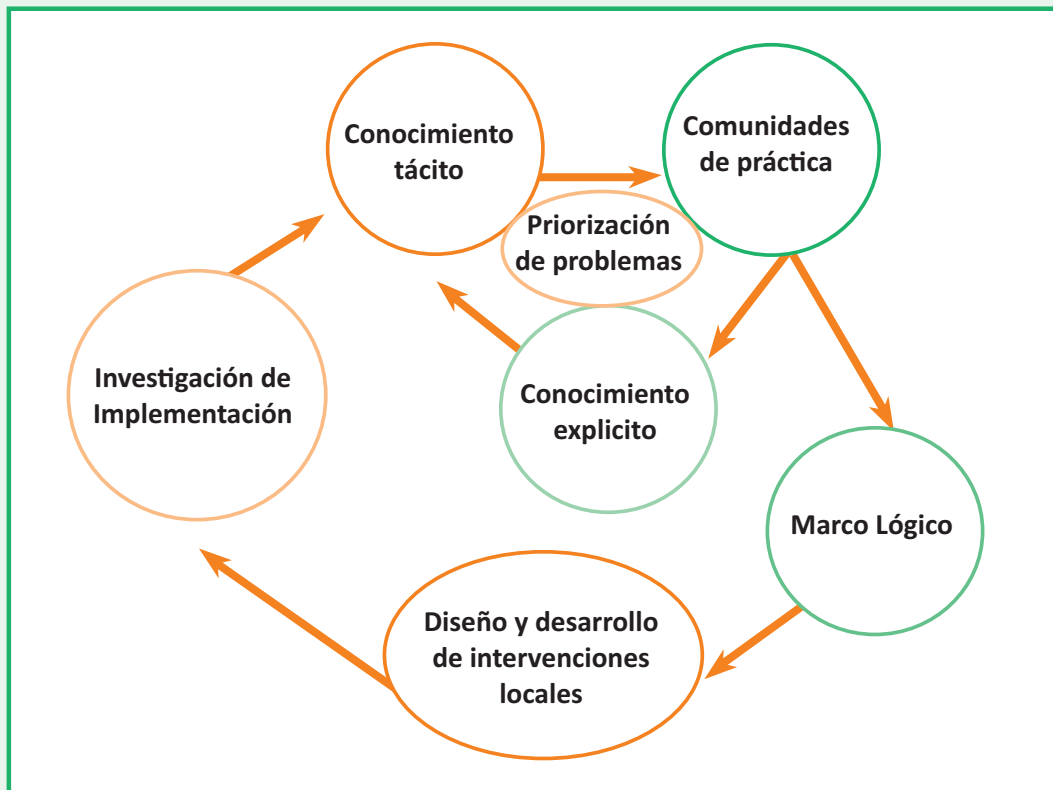 Conocimiento
tácito
Comunidades
de práctica
Priorización
de problemas
Conocimiento
explicito
Investigación de
Implementación
Marco Lógico
Diseño y desarrollo
de intervenciones
locales